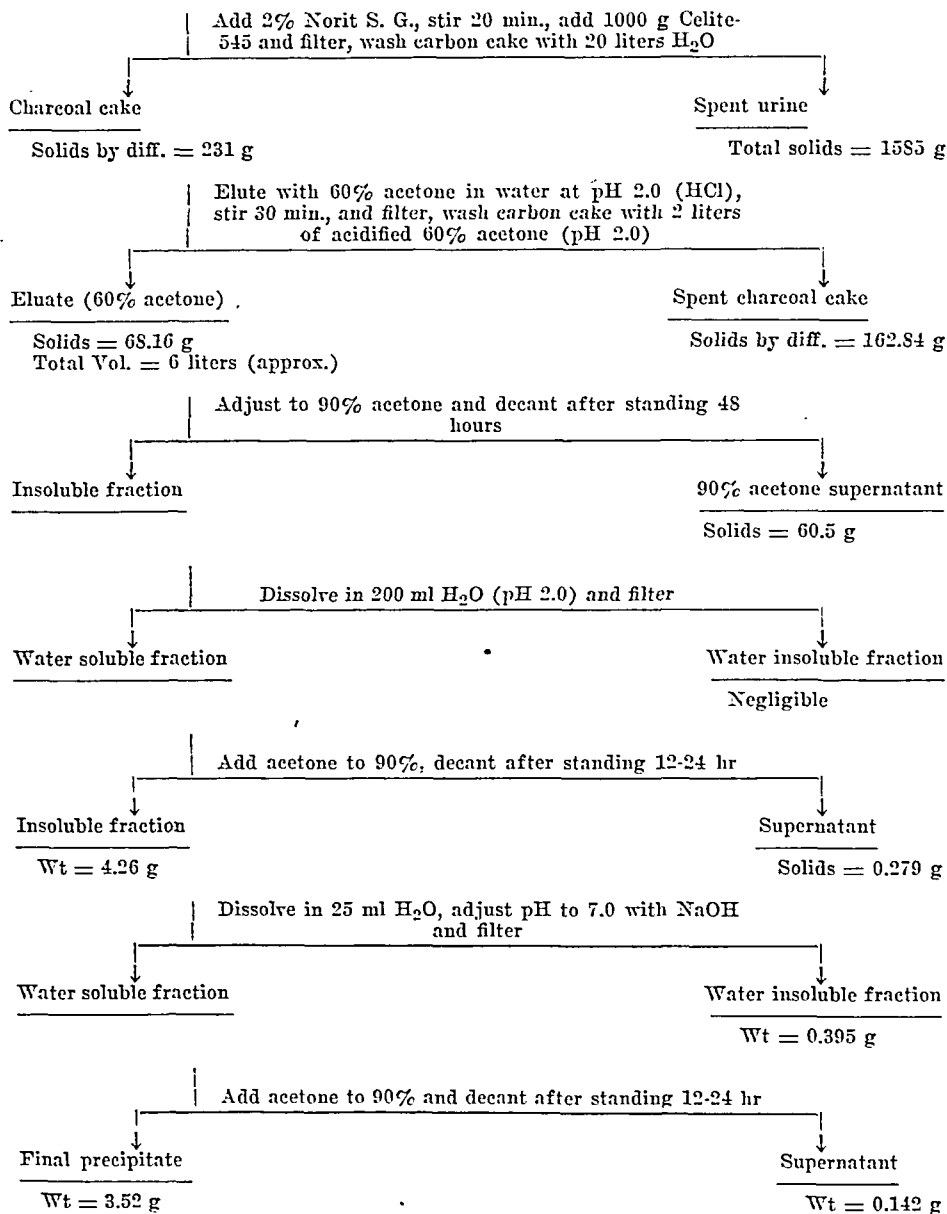 Add 2% Norit S. G., stir 20 min., add 1000 g Celite-
545 and filter, wash carbon cake with 20 liters H₂O
Charcoal cake
Spent urine
Solids by diff. = 231 g
Total solids = 1585 g
Elute with 60% acetone in water at pH 2.0 (HCl),
stir 30 min., and filter, wash carbon cake with 2 liters
of acidified 60% acetone (pH 2.0)
Eluate (60% acetone)
Spent charcoal cake
Solids = 68.16 g
Solids by diff. = 162.84 g
Total Vol. = 6 liters (approx.)
Adjust to 90% acetone and decant after standing 48
hours
Insoluble fraction
90% acetone supernatant
Solids = 60.5 g
Dissolve in 200 ml H₂O (pH 2.0) and filter
Water soluble fraction
Water insoluble fraction
Negligible
Add acetone to 90%, decant after standing 12-24 hr
Insoluble fraction
Supernatant
Wt = 4.26 g
Solids = 0.279 g
Dissolve in 25 ml H₂O, adjust pH to 7.0 with NaOH
and filter
Water soluble fraction
Water insoluble fraction
Wt = 0.395 g
Add acetone to 90% and decant after standing 12-24 hr
Final precipitate
Supernatant
Wt = 3.52 g
Wt = 0.142 g